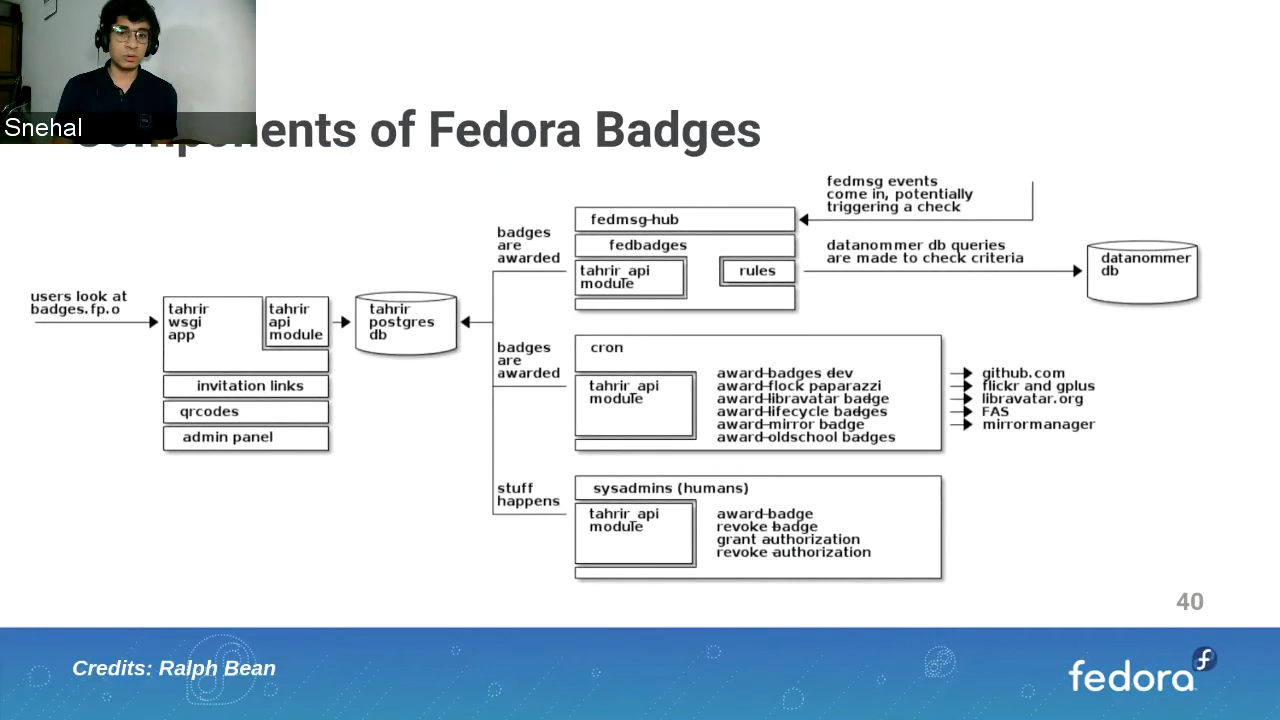 Snehal
Components of Fedora Badges
fedmsg events
come in, potentially
triggering a check
fedmsg-hub
badges
are
awarded
fedbadges
datanommer db queries
are made to check criteria
tahrir_api
module
rules
datanommer
db
users look at
badges.fp.o
tahrir
wsgi
app
tahrir
api
module
tahrir
postgres
db
invitation links
qrcodes
admin panel
badges
are
awarded
cron
tahrir_api
module
award-badges dev
award-flock paparazzi
award-libravatar badge
award-lifecycle badges
award-mirror badge
award-oldschool badges
github.com
flickr and gplus
libravatar.org
FAS
mirrormanager
stuff
happens
sysadmins (humans)
tahrir_api
module
award-badge
revoke badge
grant authorization
revoke authorization
40
Credits: Ralph Bean
fedora